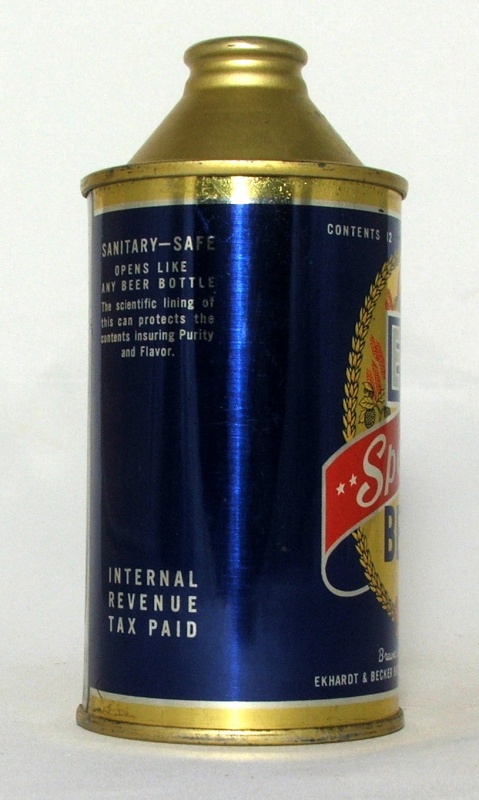 SANITARY—SAFE
OPENS LIKE
ANY BEER BOTTLE
The scientific lining of
this can protects the
contents insuring Purity
and Flavor.
INTERNAL
REVENUE
TAX PAID
CONTENTS 12
EKHARDT & BECKER